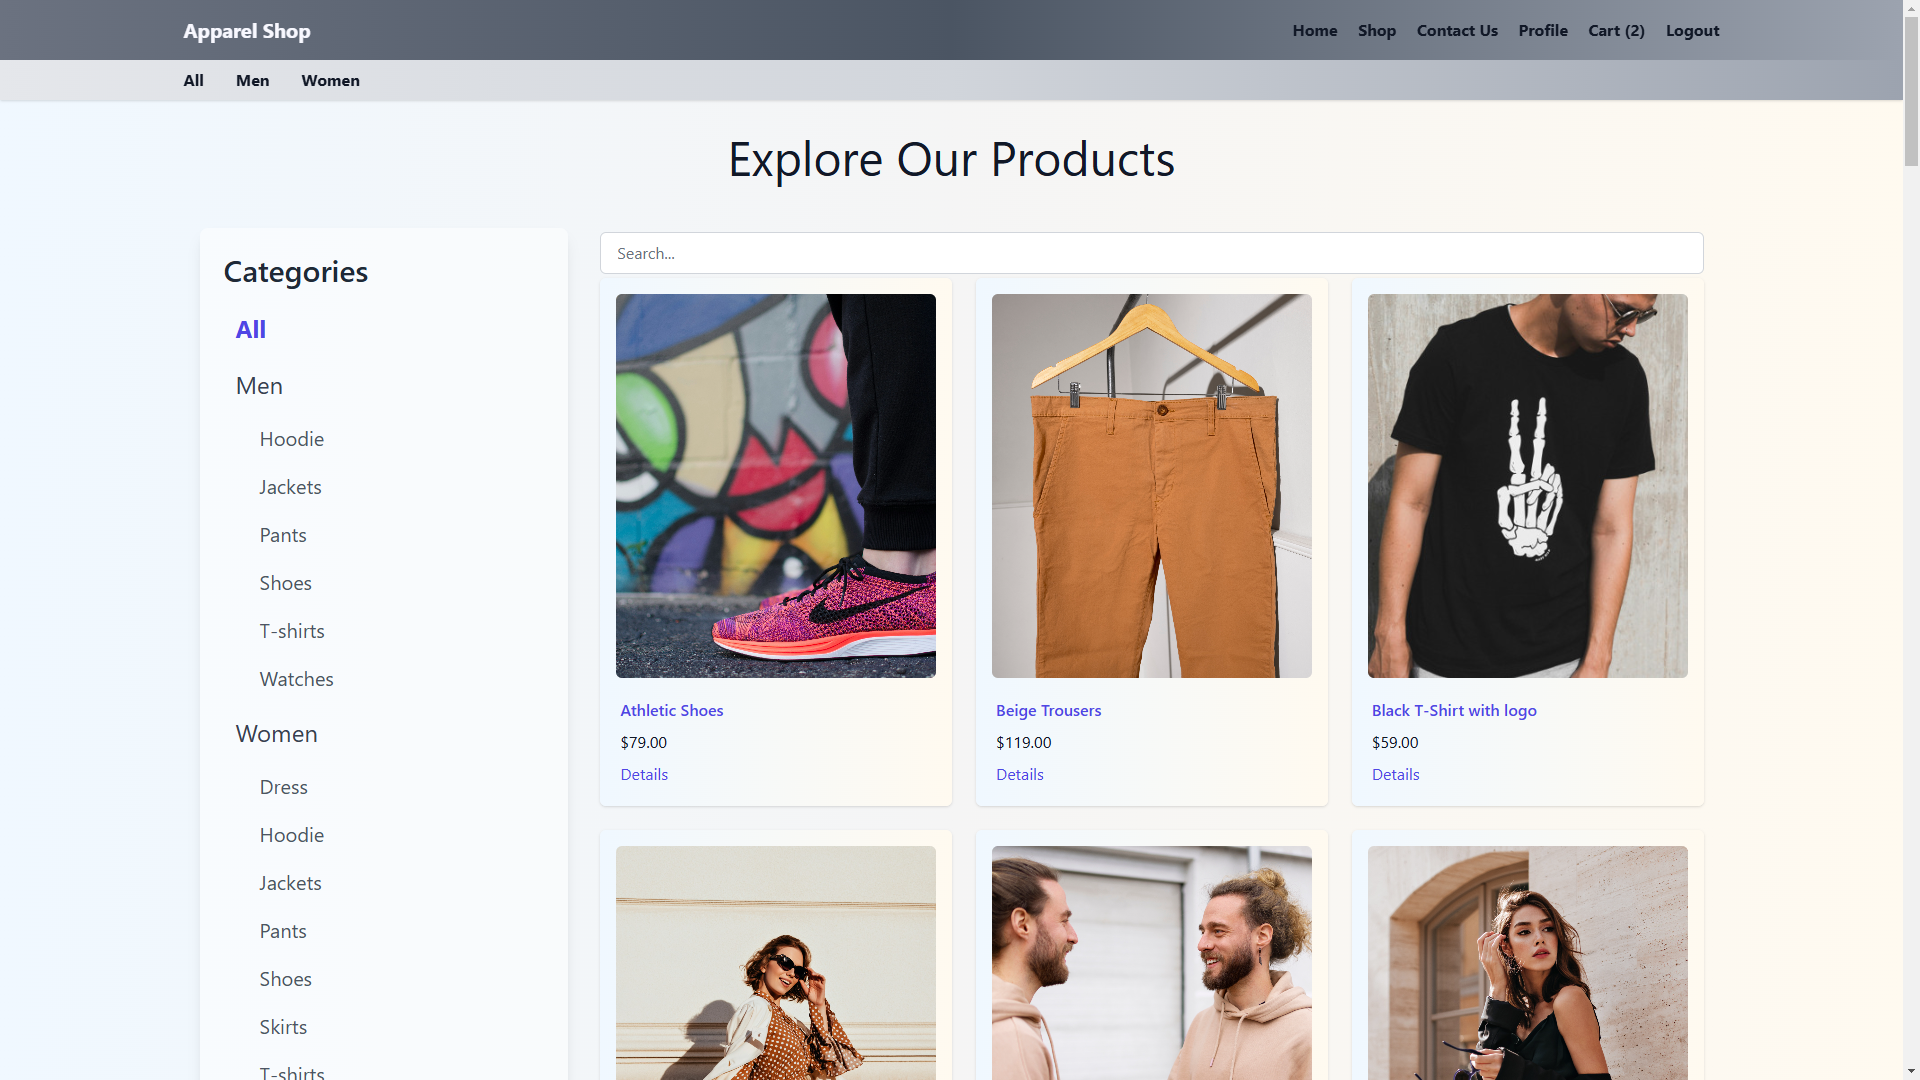 Apparel Shop
Home Shop Contact Us Profile Cart (2) Logout
All Men Women
Explore Our Products
Categories
All
Men
Hoodie
Jackets
Pants
Shoes
T-shirts
Watches
Women
Dress
Hoodie
Jackets
Pants
Shoes
Skirts
T-shirts
Search...
Athletic Shoes
$79.00
Details
Beige Trousers
$119.00
Details
Black T-Shirt with logo
$59.00
Details